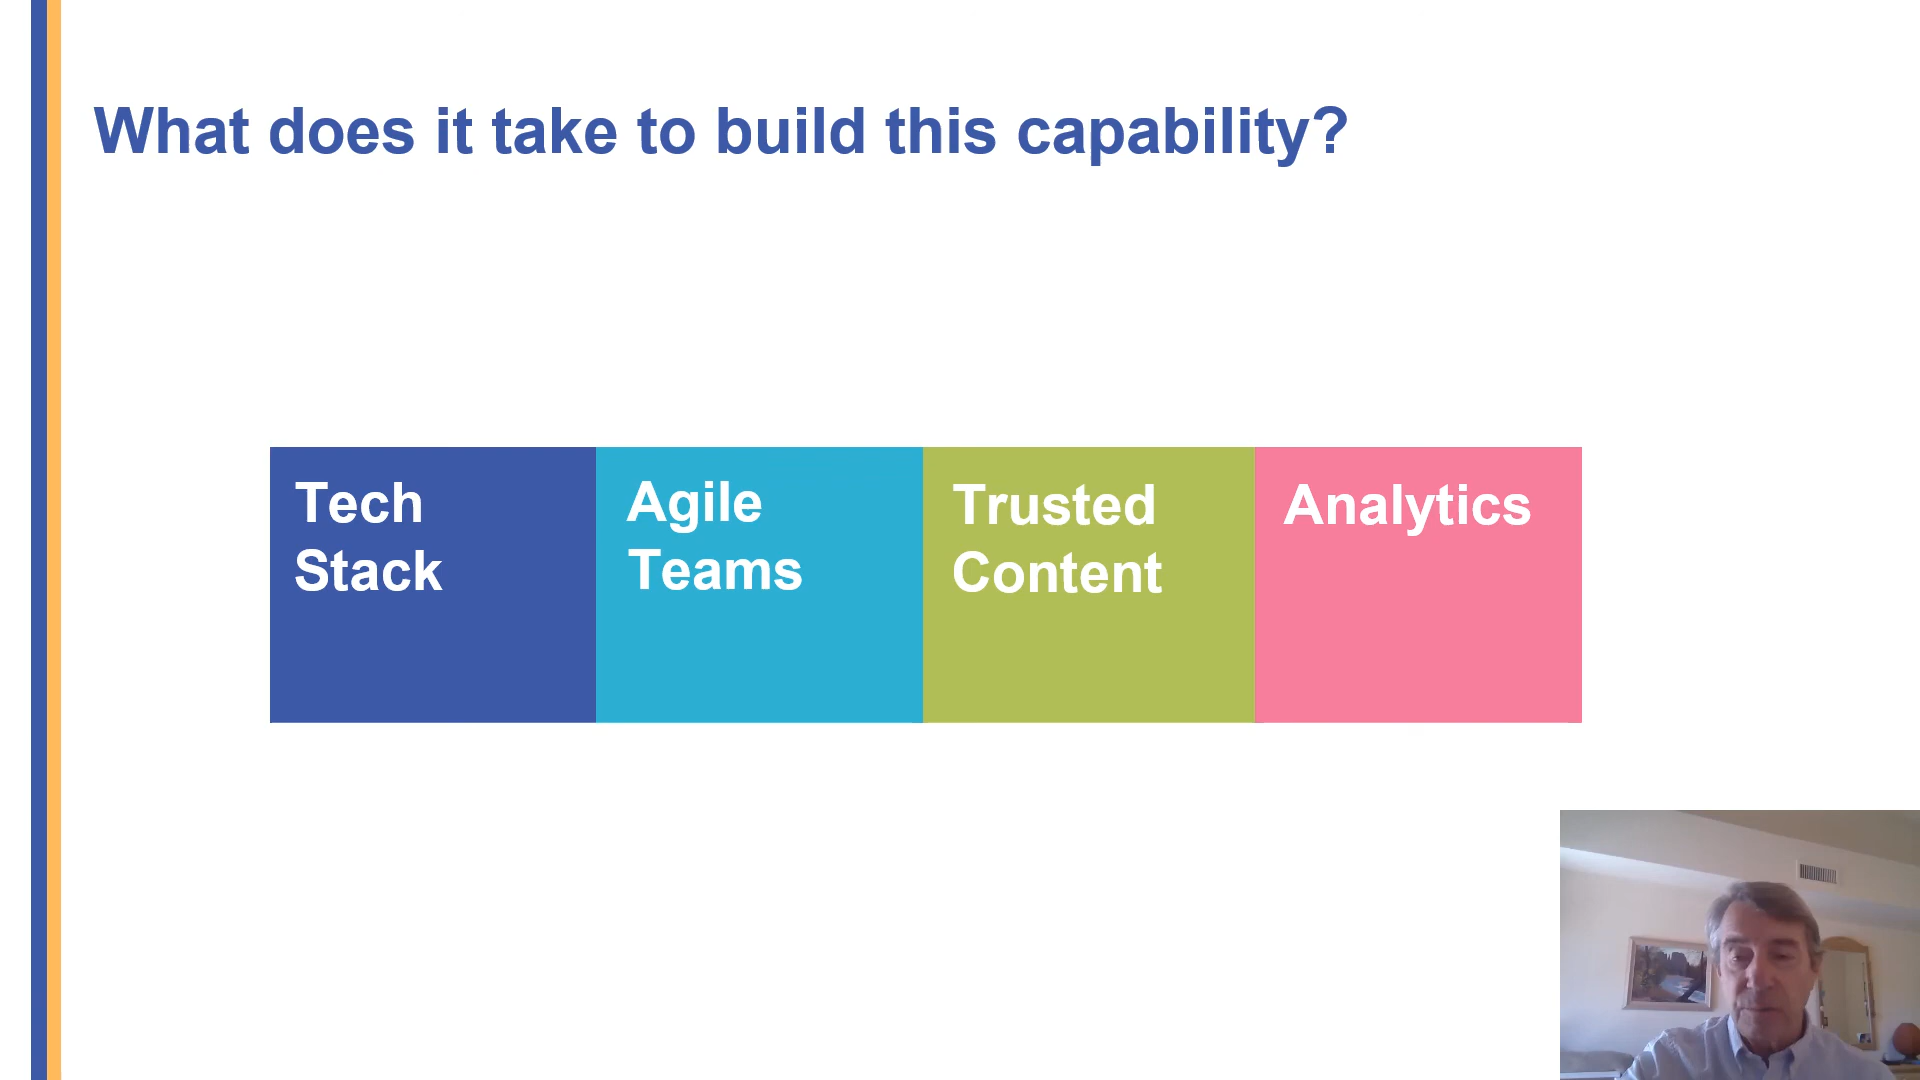 What does it take to build this capability?
Tech
Stack
Agile
Teams
Trusted
Content
Analytics